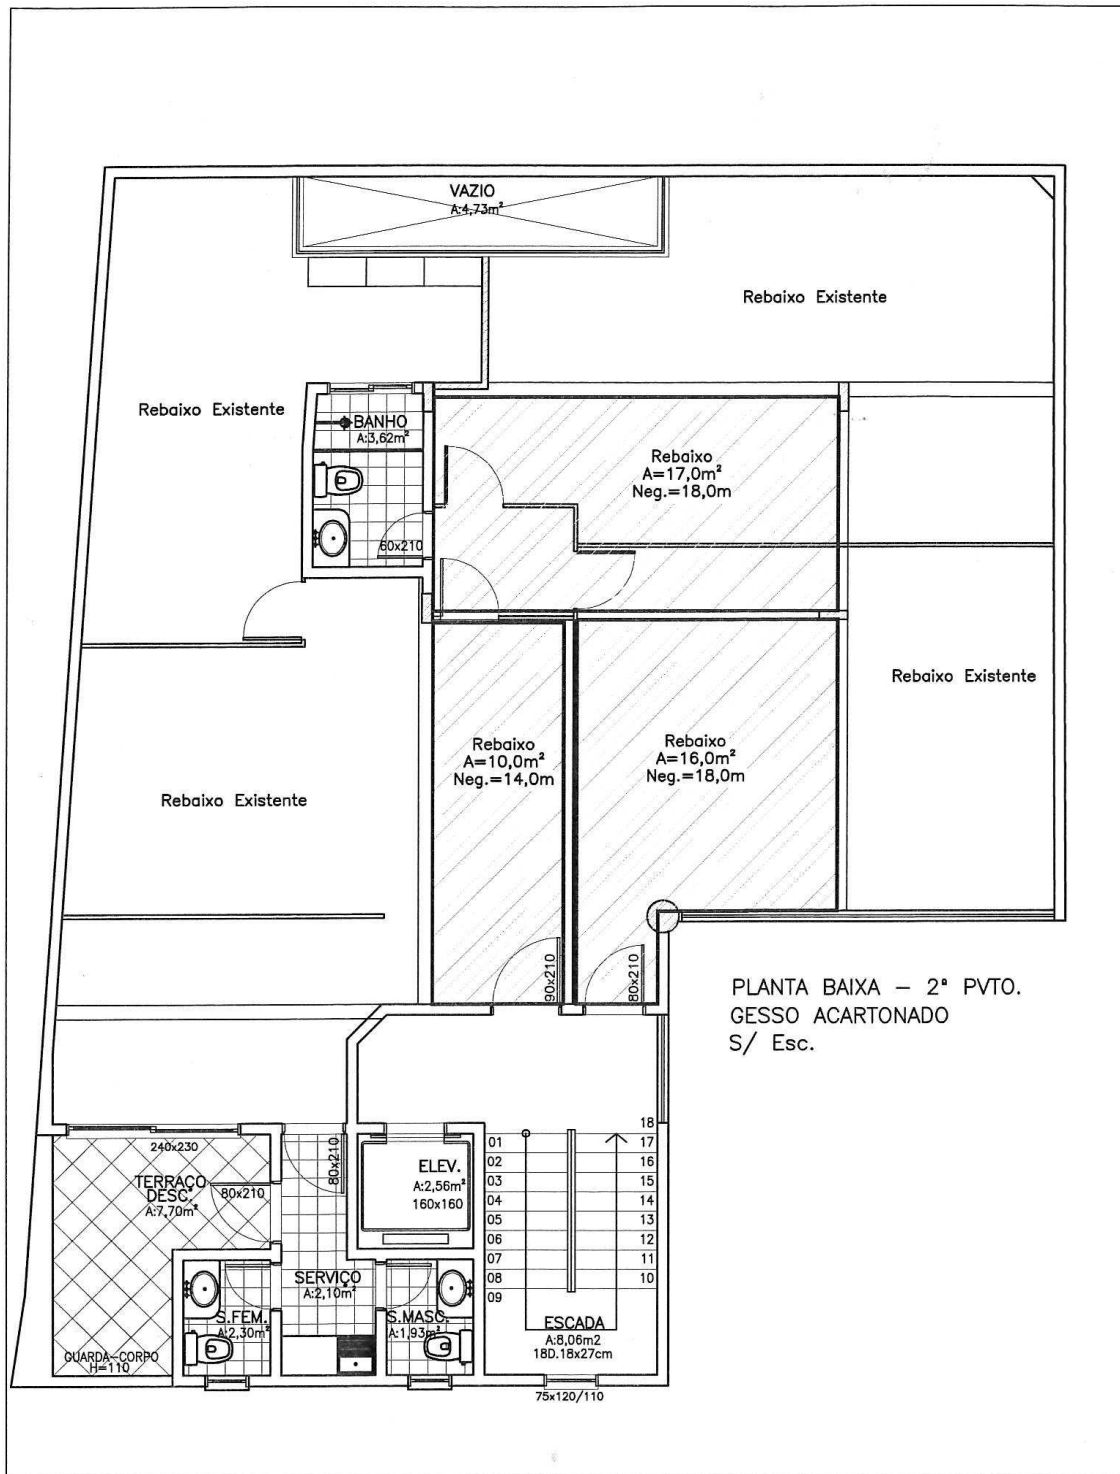 VAZIO
A:4,73m²
Rebaixo Existente
Rebaixo Existente
BANHO
A:3,62m²
60x210
Rebaixo
A=17,0m²
Neg.=18,0m
Rebaixo Existente
Rebaixo
A=10,0m²
Neg.=14,0m
Rebaixo
A=16,0m²
Neg.=18,0m
Rebaixo Existente
90x210
80x210
PLANTA BAIXA – 2º PVTO.
GESSO ACARTONADO
S/ Esc.
240x230
TERRAÇO
DESC.
A:7,70m²
80x210
80x210
ELEV.
A:2,56m²
160x160
01
02
03
04
05
06
07
08
09
18
17
16
15
14
13
12
11
10
SERVIÇO
A:2,10m²
S.FEM.
A:2,30m²
S.MASC.
A:1,93m²
ESCADA
A:8,06m2
18D.18x27cm
GUARDA-CORPO
H=110
75x120/110